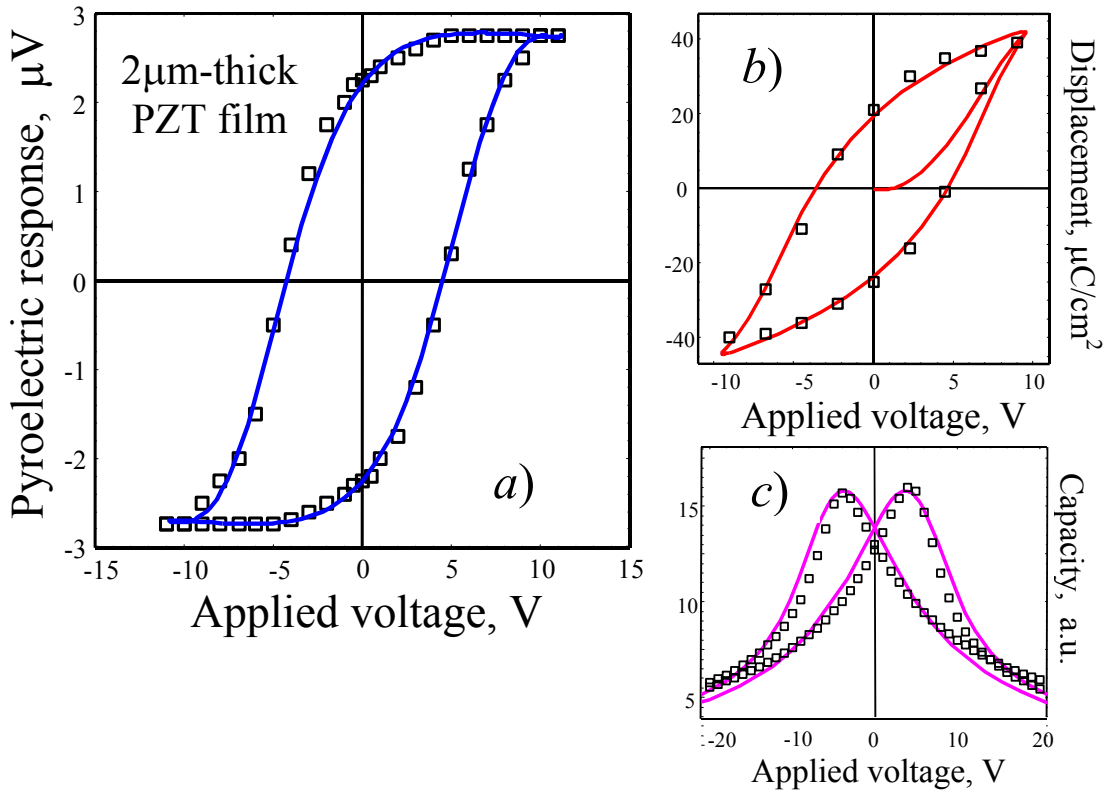 Pyroelectric response, μV
3
2
1
0
-1
-2
-3
2μm-thick
PZT film
a)
-15
-10
-5
0
5
10
15
Applied voltage, V
b)
40
20
0
-20
-40
Displacement, μC/cm²
-10
-5
0
5
10
Applied voltage, V
c)
15
10
5
Capacity, a.u.
-20
-10
0
10
20
Applied voltage, V